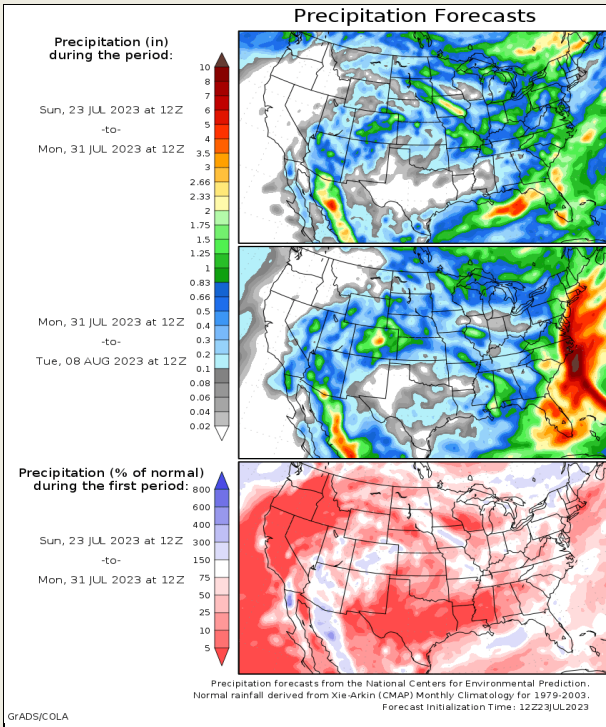 Precipitation Forecasts
Precipitation (in)
during the period:
Sun, 23 JUL 2023 at 12Z
-to-
Mon, 31 JUL 2023 at 12Z
10
8
7
6
5
4
3.5
3
2.66
2.33
2
1.75
1.5
1.25
1
0.83
0.66
0.5
0.4
0.3
0.2
0.1
0.08
0.06
0.04
0.02
Mon, 31 JUL 2023 at 12Z
-to-
Tue, 08 AUG 2023 at 12Z
Precipitation (% of normal)
during the first period:
Sun, 23 JUL 2023 at 12Z
-to-
Mon, 31 JUL 2023 at 12Z
800
600
400
300
150
75
50
25
10
5
Precipitation forecasts from the National Centers for Environmental Prediction.
Normal rainfall derived from Xie-Arkin (CMAP) Monthly Climatology for 1979-2003.
Forecast Initialization Time: 12Z23JUL2023
GrADS/COLA